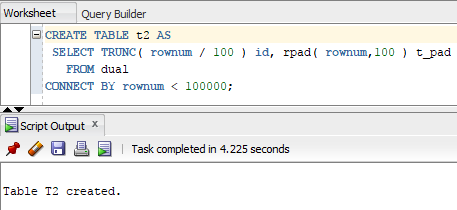 Worksheet Query Builder
CREATE TABLE t2 AS
SELECT TRUNC( rownum / 100 ) id, rpad( rownum,100 ) t_pad
FROM dual
CONNECT BY rownum < 100000;
Script Output x
Task completed in 4.225 seconds
Table T2 created.